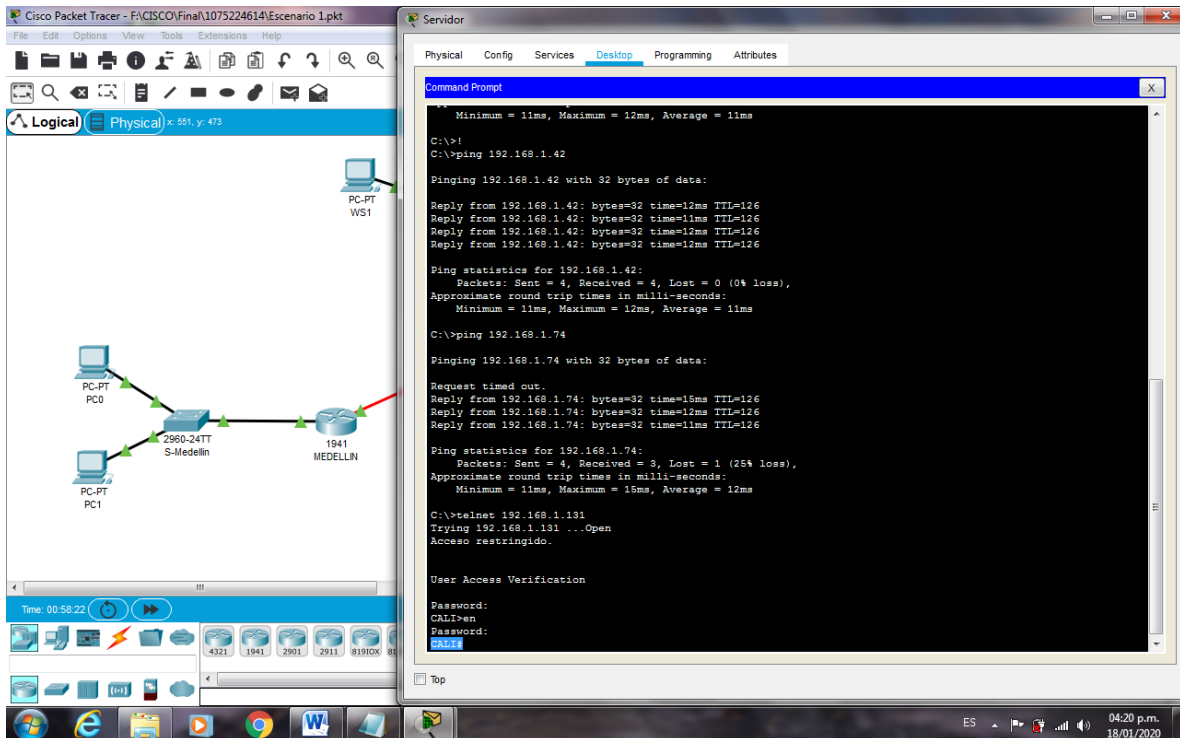 Cisco Packet Tracer - F:\CISCO\Final\1075224614\Escenario 1.pkt
File Edit Options View Tools Extensions Help
Logical Physical x: 551, y: 473
PC-PT
WS1
PC-PT
PC0
2960-24TT
S-Medellin
1941
MEDELLIN
PC-PT
PC1
Time: 00:58:22
4321 1941 2901 2911 819IOX
Servidor
Physical Config Services Desktop Programming Attributes
Command Prompt X
Minimum = 11ms, Maximum = 12ms, Average = 11ms
C:\>!
C:\>ping 192.168.1.42
Pinging 192.168.1.42 with 32 bytes of data:
Reply from 192.168.1.42: bytes=32 time=12ms TTL=126
Reply from 192.168.1.42: bytes=32 time=11ms TTL=126
Reply from 192.168.1.42: bytes=32 time=12ms TTL=126
Reply from 192.168.1.42: bytes=32 time=12ms TTL=126
Ping statistics for 192.168.1.42:
Packets: Sent = 4, Received = 4, Lost = 0 (0% loss),
Approximate round trip times in milli-seconds:
Minimum = 11ms, Maximum = 12ms, Average = 11ms
C:\>ping 192.168.1.74
Pinging 192.168.1.74 with 32 bytes of data:
Request timed out.
Reply from 192.168.1.74: bytes=32 time=15ms TTL=126
Reply from 192.168.1.74: bytes=32 time=12ms TTL=126
Reply from 192.168.1.74: bytes=32 time=11ms TTL=126
Ping statistics for 192.168.1.74:
Packets: Sent = 4, Received = 3, Lost = 1 (25% loss),
Approximate round trip times in milli-seconds:
Minimum = 11ms, Maximum = 15ms, Average = 12ms
C:\>telnet 192.168.1.131
Trying 192.168.1.131 ...Open
Acceso restringido.
User Access Verification
Password:
CALI>en
Password:
CALI#
Top
ES 04:20 p.m.
18/01/2020